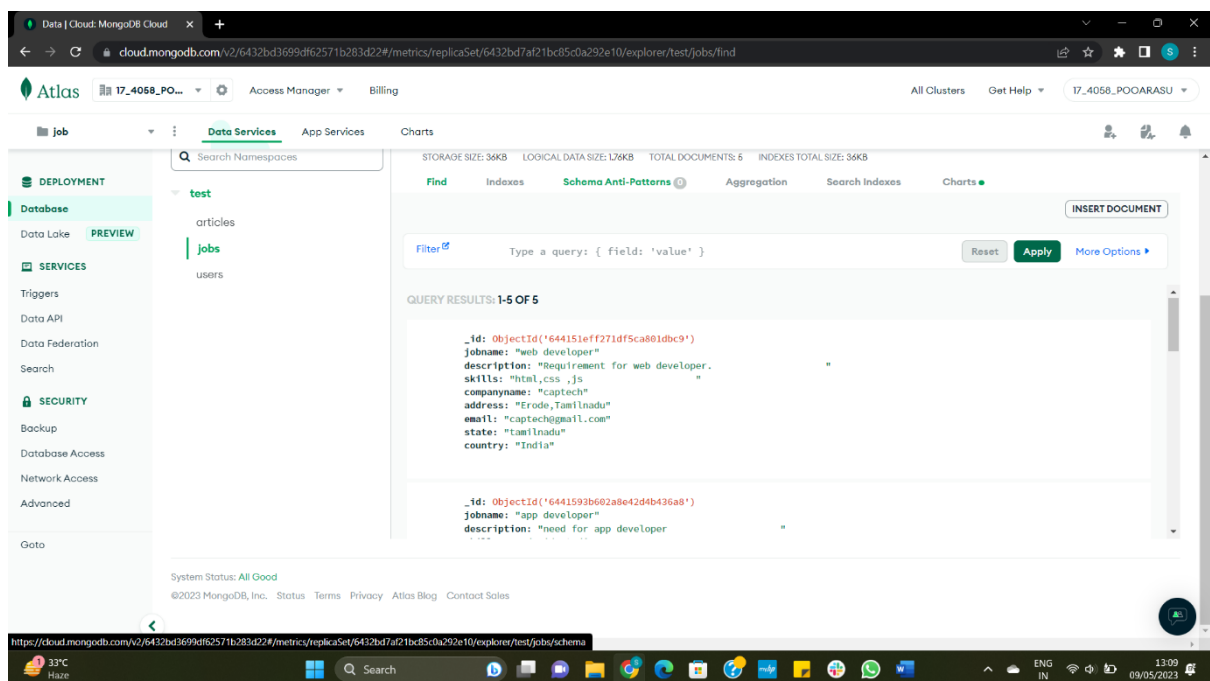 Data | Cloud: MongoDB Cloud
cloud.mongodb.com/v2/6432bd3699df62571b283d22#/metrics/replicaSet/6432bd7af21bc85c0a292e10/explorer/test/jobs/find
S
Atlas 17_4058_PO... Access Manager Billing All Clusters Get Help 17_4058_POOARASU
job Data Services App Services Charts
Search Namespaces STORAGE SIZE: 36KB LOGICAL DATA SIZE: 1.76KB TOTAL DOCUMENTS: 5 INDEXES TOTAL SIZE: 36KB
DEPLOYMENT
Database
Data Lake PREVIEW
SERVICES
Triggers
Data API
Data Federation
Search
SECURITY
Backup
Database Access
Network Access
Advanced
Goto
test
articles
jobs
users
Find Indexes Schema Anti-Patterns 0 Aggregation Search Indexes Charts
INSERT DOCUMENT
Filter Type a query: { field: 'value' } Reset Apply More Options
QUERY RESULTS: 1-5 OF 5
_id: ObjectId('644151eff271df5ca801dbc9')
jobname: "web developer"
description: "Requirement for web developer. "
skills: "html,css ,js "
companyname: "captech"
address: "Erode,Tamilnadu"
email: "captech@gmail.com"
state: "tamilnadu"
country: "India"
_id: ObjectId('6441593b602a8e42d4b436a8')
jobname: "app developer"
description: "need for app developer "
System Status: All Good
©2023 MongoDB, Inc. Status Terms Privacy Atlas Blog Contact Sales
https://cloud.mongodb.com/v2/6432bd3699df62571b283d22#/metrics/replicaSet/6432bd7af21bc85c0a292e10/explorer/test/jobs/schema
1 33°C
Haze
Search
ENG
IN
13:09
09/05/2023